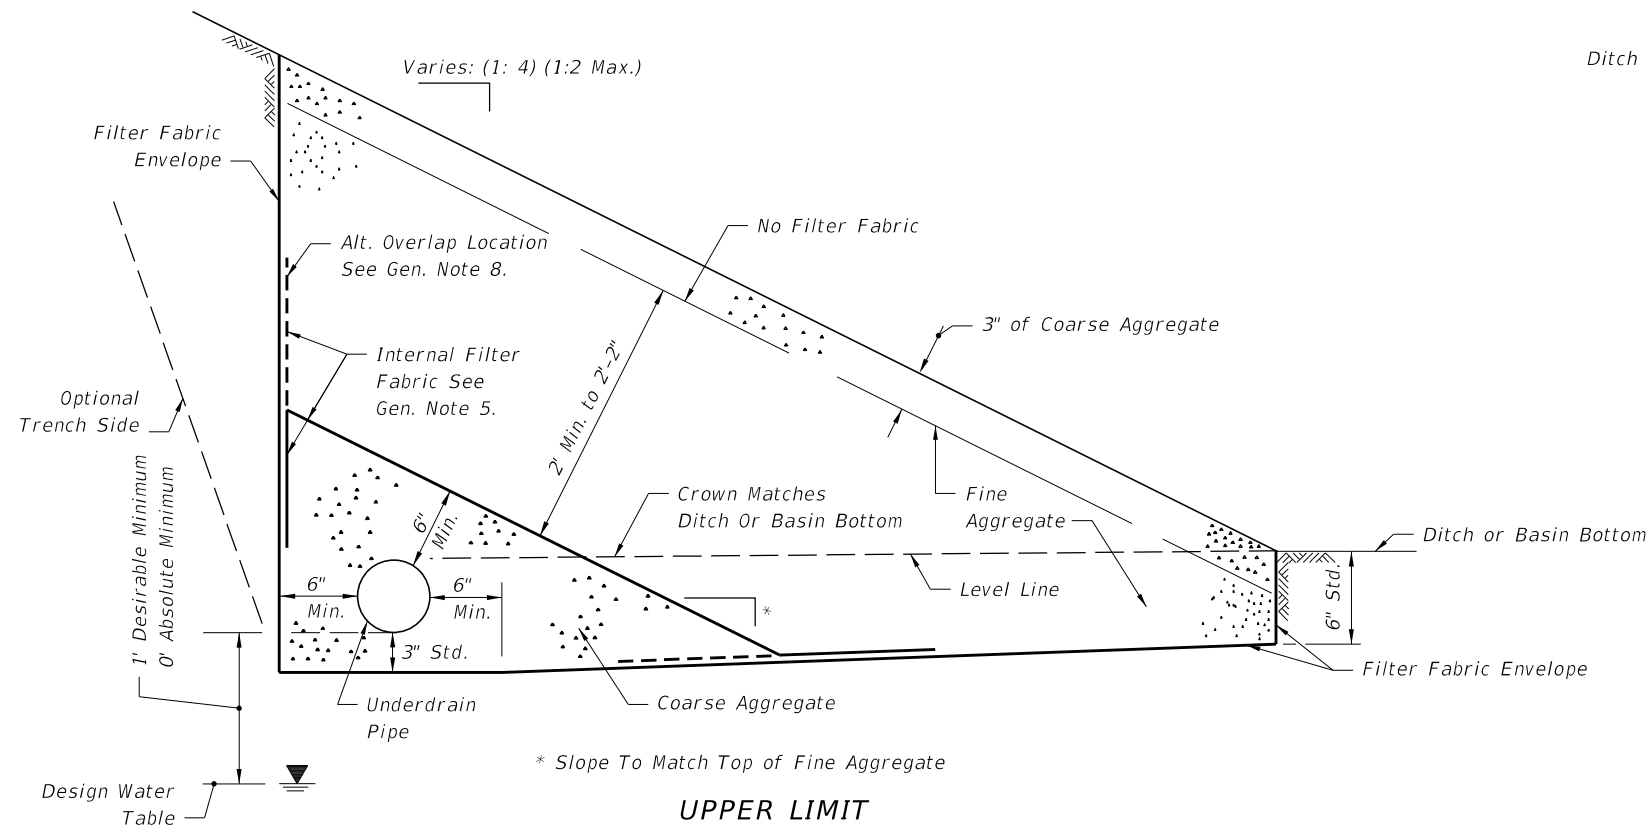 Ditch
Varies: (1: 4) (1:2 Max.)
Filter Fabric
Envelope
No Filter Fabric
Alt. Overlap Location
See Gen. Note 8.
3" of Coarse Aggregate
Internal Filter
Fabric See
Gen. Note 5.
2' Min. to 2'-2"
Optional
Trench Side
1' Desirable Minimum
0' Absolute Minimum
6"
Min.
Crown Matches
Ditch Or Basin Bottom
Fine
Aggregate
Ditch or Basin Bottom
Level Line
6" Std.
6"
Min.
6"
Min.
*
3" Std.
Filter Fabric Envelope
Underdrain
Pipe
Coarse Aggregate
* Slope To Match Top of Fine Aggregate
Design Water
Table
UPPER LIMIT